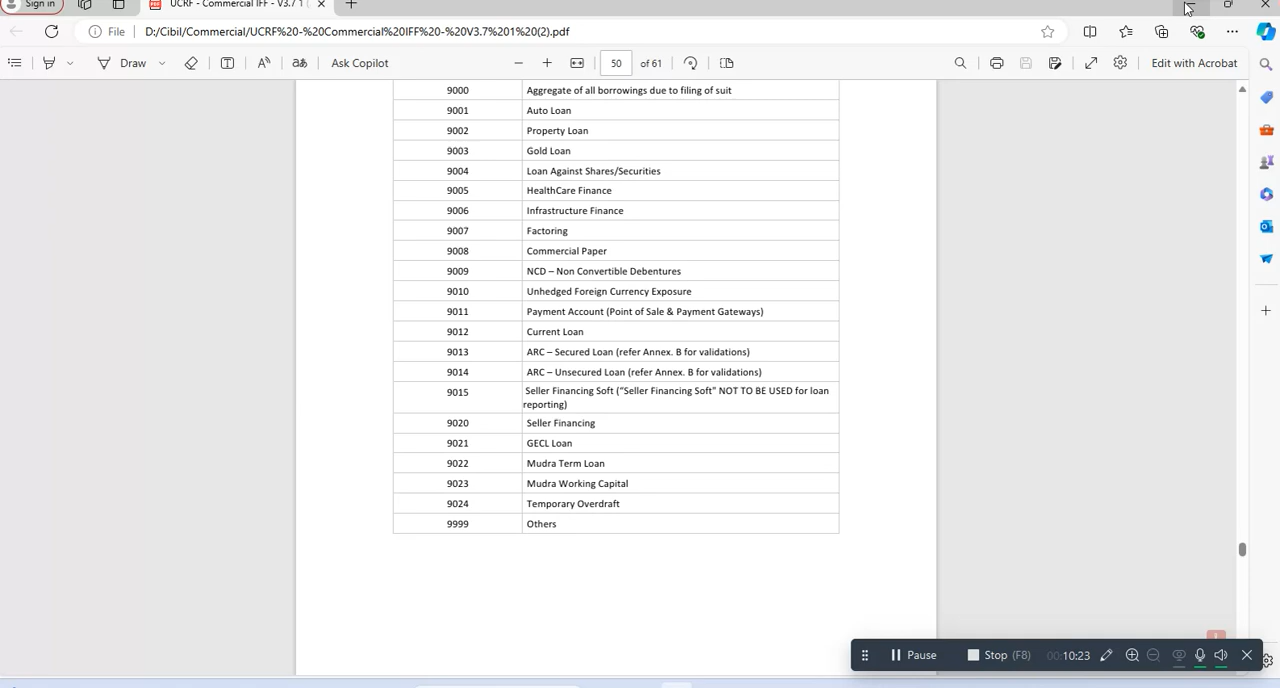 Sign in
UCRF - Commercial IFF - V3.7 1 (
File
D:/Cibil/Commercial/UCRF%20-%20Commercial%20IFF%20-%20V3.7%201%20(2).pdf
Draw
Ask Copilot
50
of 61
Edit with Acrobat
9000 Aggregate of all borrowings due to filing of suit
9001 Auto Loan
9002 Property Loan
9003 Gold Loan
9004 Loan Against Shares/Securities
9005 HealthCare Finance
9006 Infrastructure Finance
9007 Factoring
9008 Commercial Paper
9009 NCD – Non Convertible Debentures
9010 Unhedged Foreign Currency Exposure
9011 Payment Account (Point of Sale & Payment Gateways)
9012 Current Loan
9013 ARC – Secured Loan (refer Annex. B for validations)
9014 ARC – Unsecured Loan (refer Annex. B for validations)
9015 Seller Financing Soft (“Seller Financing Soft” NOT TO BE USED for loan
reporting)
9020 Seller Financing
9021 GECL Loan
9022 Mudra Term Loan
9023 Mudra Working Capital
9024 Temporary Overdraft
9999 Others
Pause
Stop (F8)
00:10:23